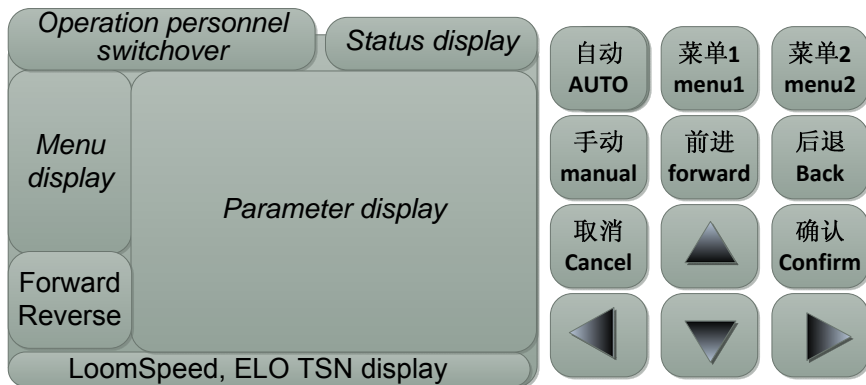 Operation personnel
switchover
Status display
Menu
display
Parameter display
Forward
Reverse
LoomSpeed, ELO TSN display
自动
AUTO
菜单1
menu1
菜单2
menu2
手动
manual
前进
forward
后退
Back
取消
Cancel
确认
Confirm